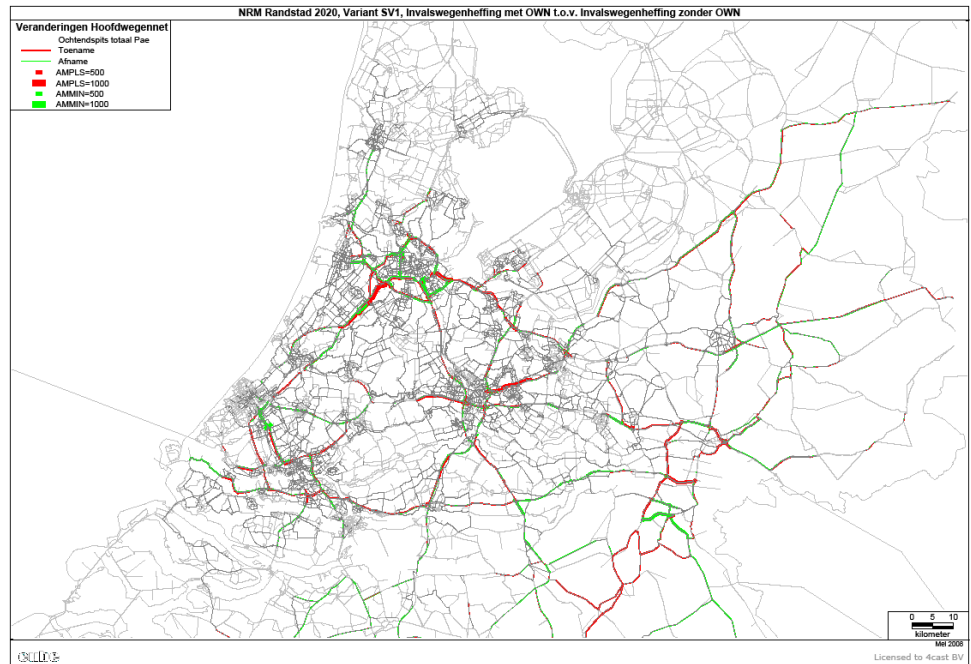 NRM Randstad 2020, Variant SV1, Invalswegenheffing met OWN t.o.v. Invalswegenheffing zonder OWN
Veranderingen Hoofdwegennet
Ochtendspits totaal Pae
Toename
Afname
AMPLS=500
AMPLS=1000
AMMIN=500
AMMIN=1000
0 5 10
kilometer
Mei 2008
cube
Licensed to 4cast BV